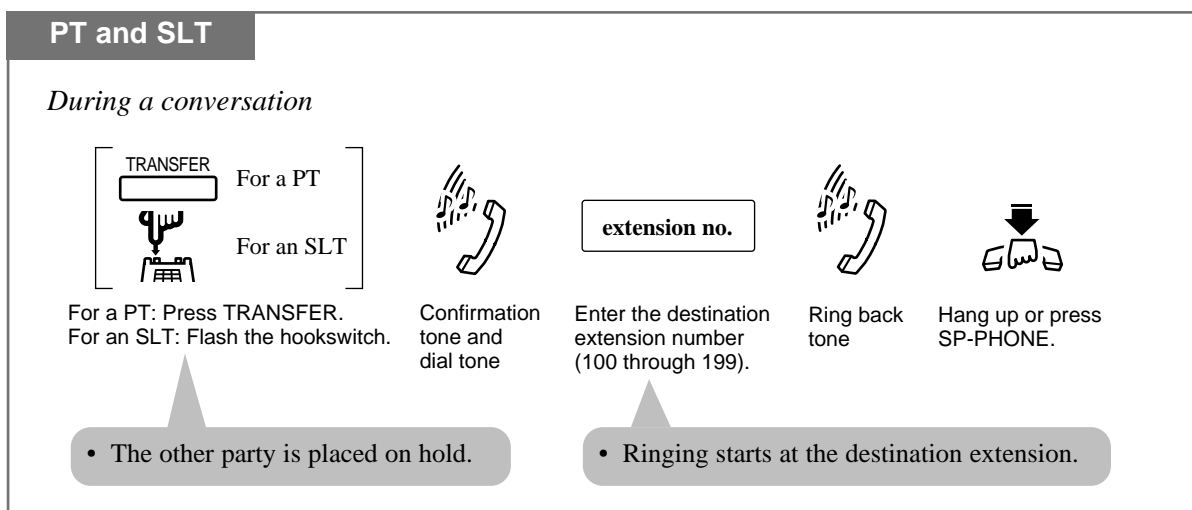 PT and SLT
During a conversation
TRANSFER
For a PT
For an SLT
extension no.
For a PT: Press TRANSFER.
For an SLT: Flash the hookswitch.
Confirmation
tone and
dial tone
Enter the destination
extension number
(100 through 199).
Ring back
tone
Hang up or press
SP-PHONE.
• The other party is placed on hold.
• Ringing starts at the destination extension.